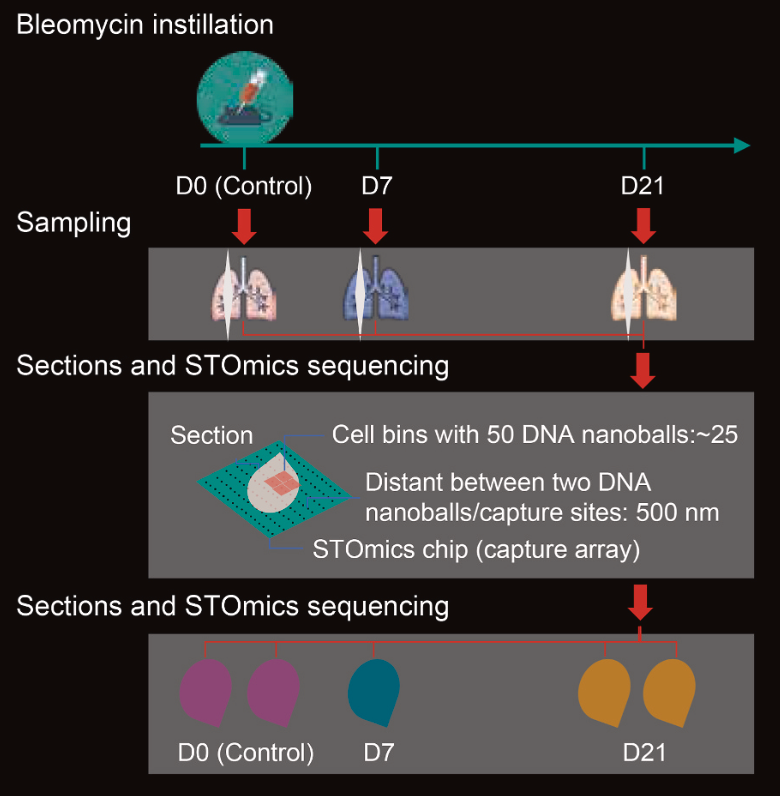 Bleomycin instillation
D0 (Control) D7 D21
Sampling
Sections and STOmics sequencing
Section
Cell bins with 50 DNA nanoballs:~25
Distant between two DNA
nanoballs/capture sites: 500 nm
STOmics chip (capture array)
Sections and STOmics sequencing
D0 (Control) D7 D21